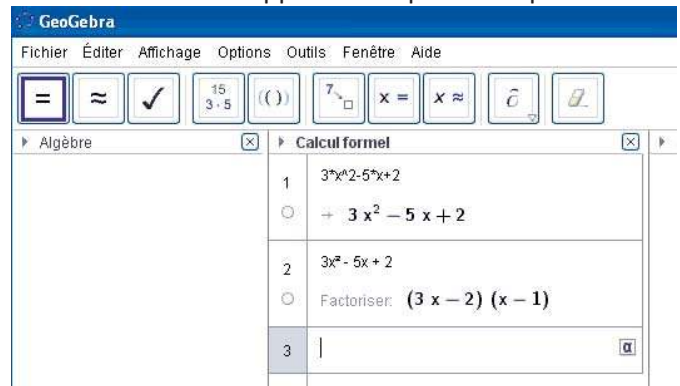 GeoGebra
Fichier Éditer Affichage Options Outils Fenêtre Aide
= ≈ ✓ 15 3·5 (( )) 7 x = x ≈
Algèbre
Calcul formel
1 3*x^2-5*x+2
→ 3 x² − 5 x + 2
2 3x² - 5x + 2
Factoriser: (3 x − 2) (x − 1)
3 α